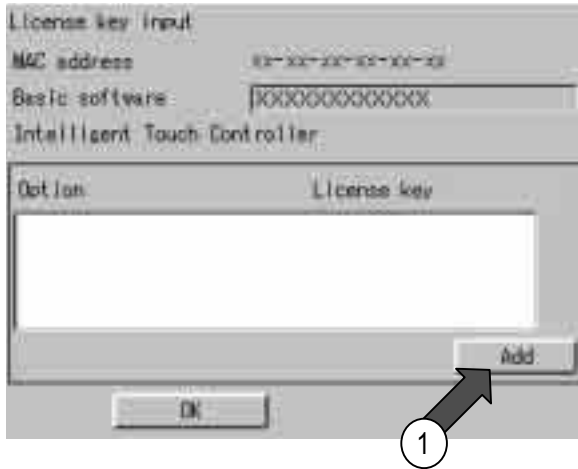 License key input
MAC address xx-xx-xx-xx-xx-xx
Basic software XXXXXXXXXXXXX
Intelligent Touch Controller
Option License key
Add
OK
1